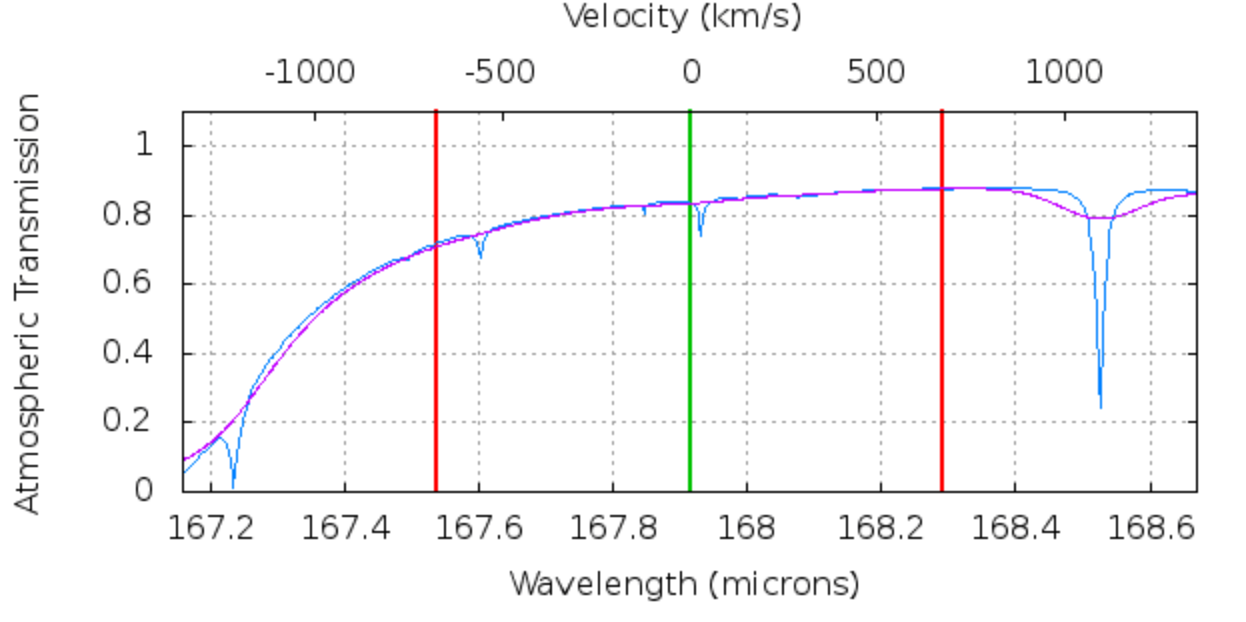 Velocity (km/s)
-1000 -500 0 500 1000
Atmospheric Transmission
1
0.8
0.6
0.4
0.2
0
167.2 167.4 167.6 167.8 168 168.2 168.4 168.6
Wavelength (microns)